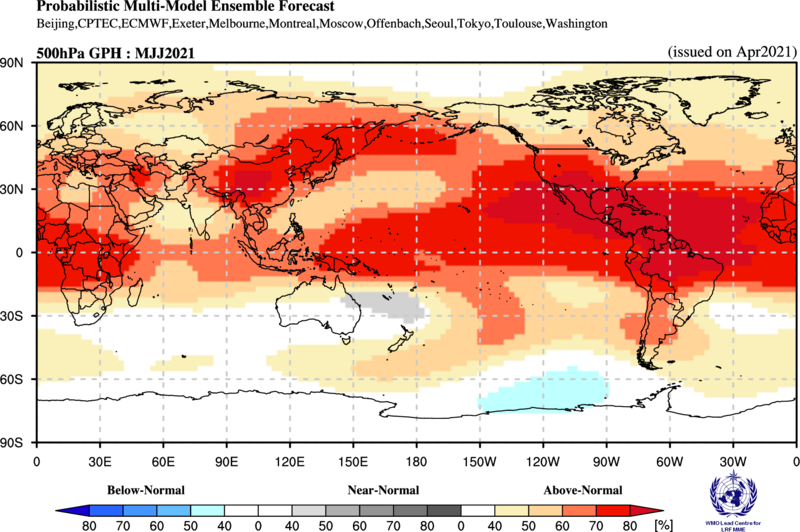 Probabilistic Multi-Model Ensemble Forecast
Beijing,CPTEC,ECMWF,Exeter,Melbourne,Montreal,Moscow,Offenbach,Seoul,Tokyo,Toulouse,Washington
500hPa GPH : MJJ2021 (issued on Apr2021)
90N
60N
30N
0
30S
60S
90S
0 30E 60E 90E 120E 150E 180 150W 120W 90W 60W 30W 0
Below-Normal Near-Normal Above-Normal
80 70 60 50 40 0 40 50 60 70 80 0 40 50 60 70 80 [%]
WMO Lead Centre for
LRF MME